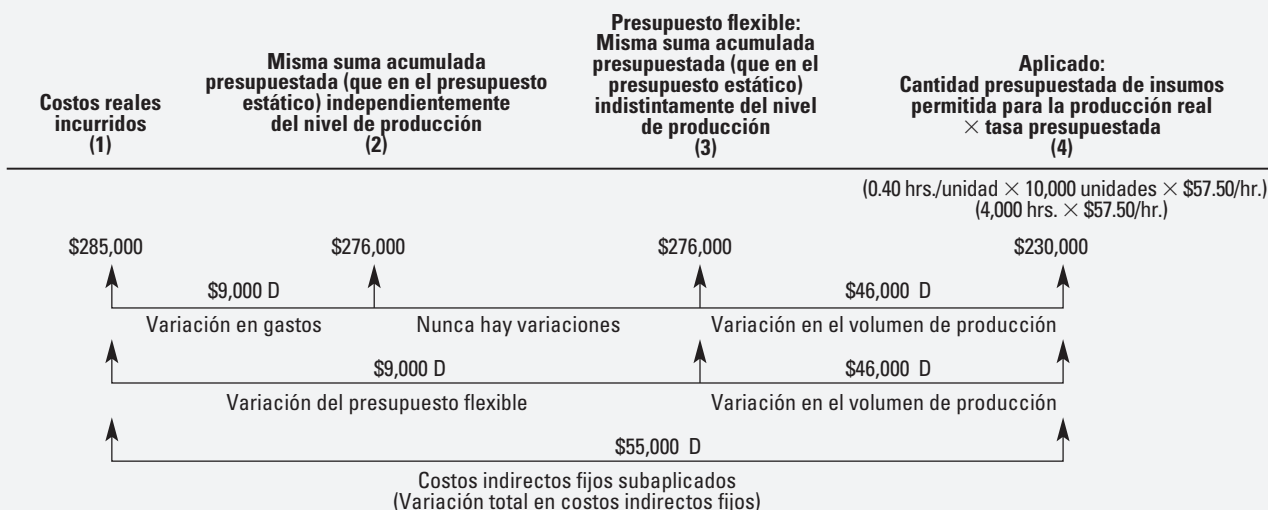 Costos reales
incurridos
(1)
Misma suma acumulada
presupuestada (que en el presupuesto
estático) independientemente
del nivel de producción
(2)
Presupuesto flexible:
Misma suma acumulada
presupuestada (que en el
presupuesto estático)
indistintamente del nivel
de producción
(3)
Aplicado:
Cantidad presupuestada de insumos
permitida para la producción real
× tasa presupuestada
(4)
(0.40 hrs./unidad × 10,000 unidades × $57.50/hr.)
(4,000 hrs. × $57.50/hr.)
$285,000 $276,000 $276,000 $230,000
$9,000 D $46,000 D
Variación en gastos Nunca hay variaciones Variación en el volumen de producción
$9,000 D $46,000 D
Variación del presupuesto flexible Variación en el volumen de producción
$55,000 D
Costos indirectos fijos subaplicados
(Variación total en costos indirectos fijos)